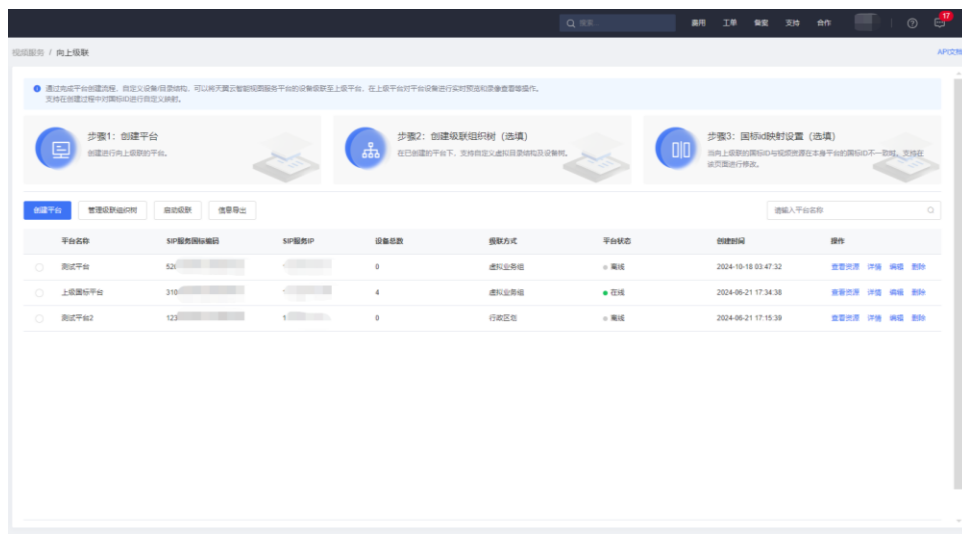 搜索...
费用 工单 备案 支持 合作
17
视频服务 / 向上级联
API文档
通过完成平台创建流程,自定义设备/目录结构,可以将天翼云智能视图服务平台的设备级联至上级平台,在上级平台对平台设备进行实时预览和录像查看等操作。
支持在创建过程中对国标ID进行自定义映射。
步骤1:创建平台
创建进行向上级联的平台。
步骤2:创建级联组织树(选填)
在已创建的平台下,支持自定义虚拟目录结构及设备树。
步骤3:国标id映射设置(选填)
当向上级联的国标ID与视频资源在本身平台的国标ID不一致时,支持在
该页面进行修改。
创建平台 管理级联组织树 启动级联 信息导出
请输入平台名称
平台名称 SIP服务国标编码 SIP服务IP 设备总数 级联方式 平台状态 创建时间 操作
测试平台 520 0 虚拟业务组 离线 2024-10-18 03:47:32 查看资源 详情 编辑 删除
上级国标平台 310 4 虚拟业务组 在线 2024-06-21 17:34:38 查看资源 详情 编辑 删除
测试平台2 123 1 0 行政区划 离线 2024-06-21 17:15:39 查看资源 详情 编辑 删除